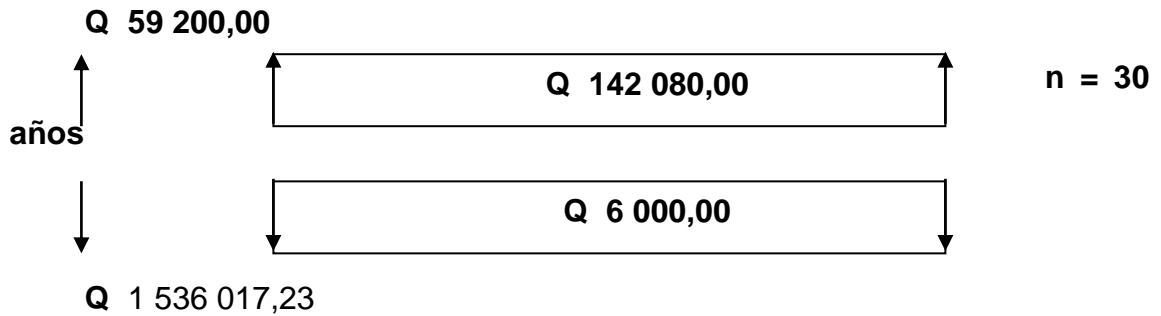 Q 59 200,00
Q 142 080,00
n = 30
años
Q 6 000,00
Q 1 536 017,23